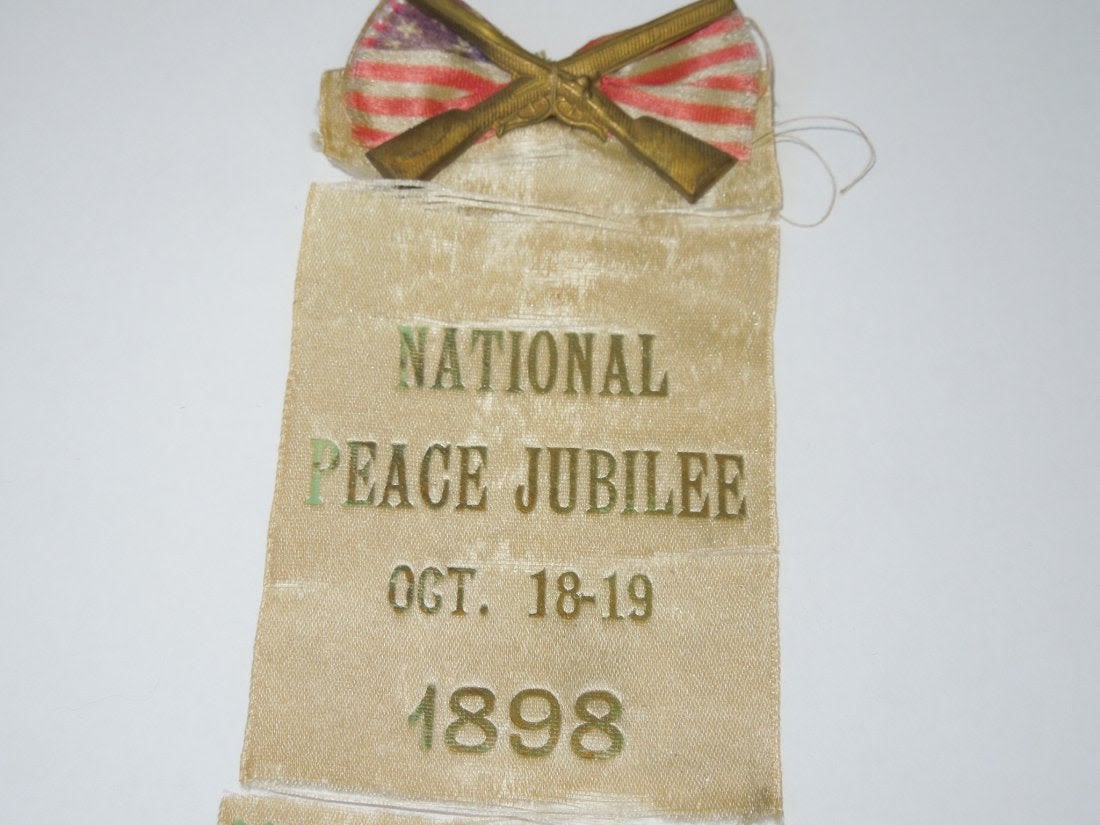 NATIONAL
PEACE JUBILEE
OCT. 18-19
1898